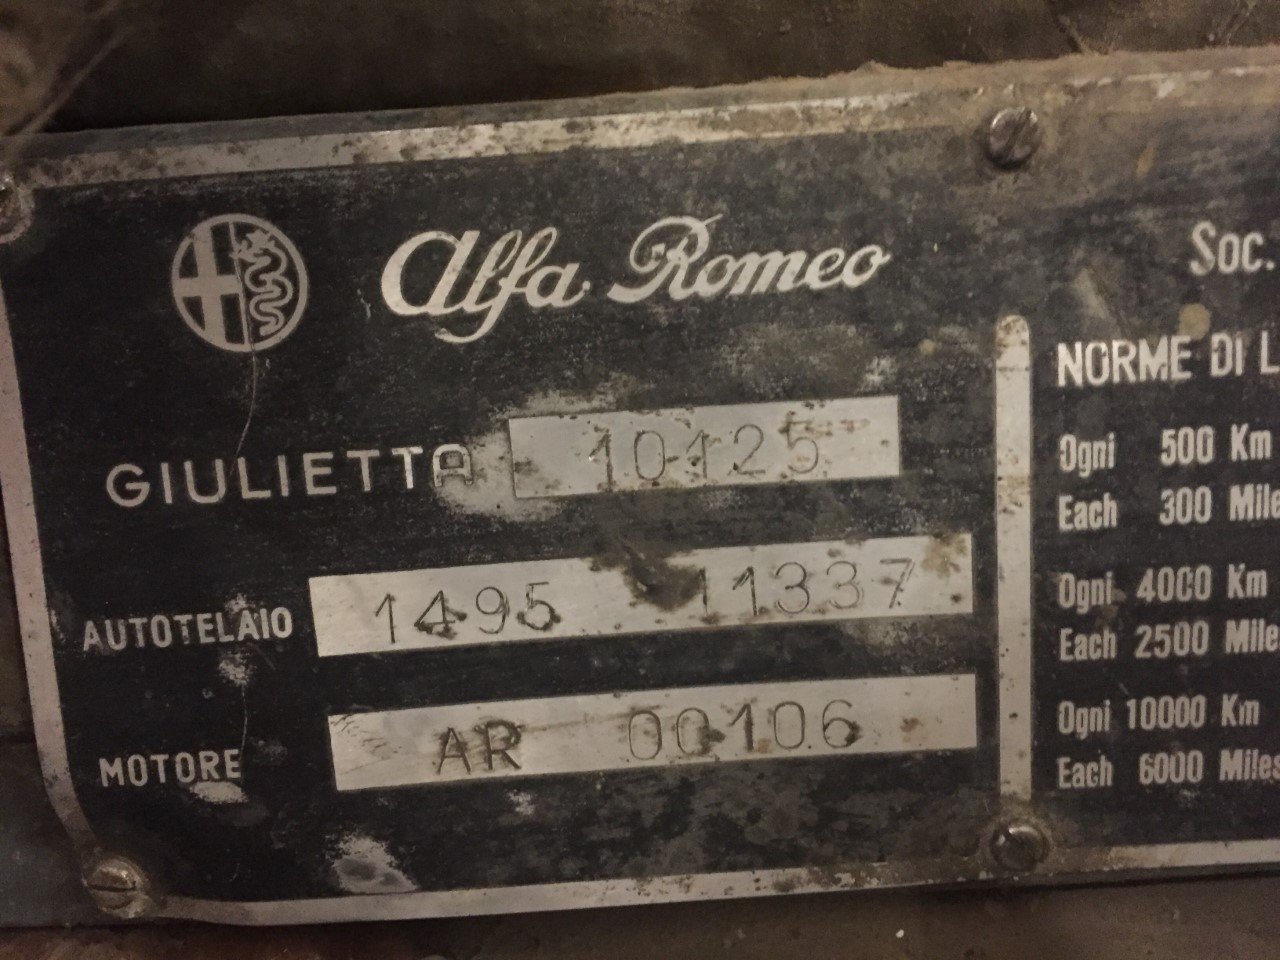 Alfa Romeo
GIULIETTA 10125
AUTOTELAIO 1495 11337
MOTORE AR 00106
Soc.
NORME DI L
Ogni 500 Km
Each 300 Mile
Ogni 4000 Km
Each 2500 Mile
Ogni 10000 Km
Each 6000 Miles